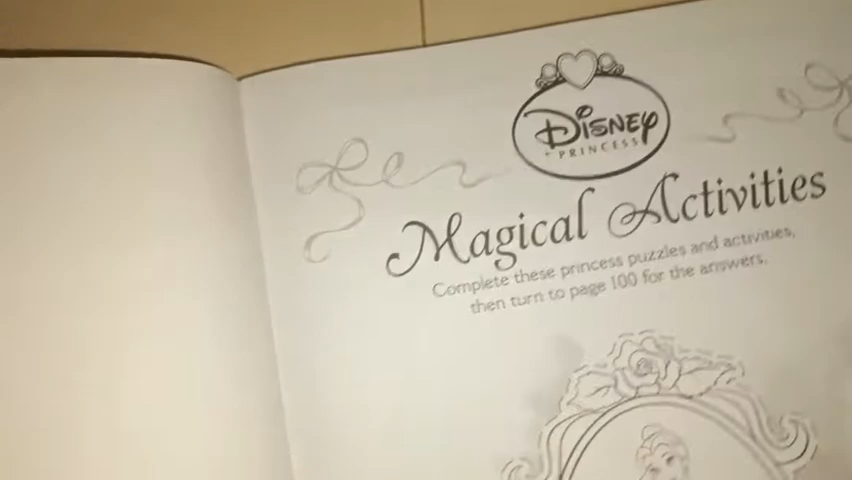 Disney
PRINCESS
Magical Activities
Complete these princess puzzles and activities,
then turn to page 100 for the answers.